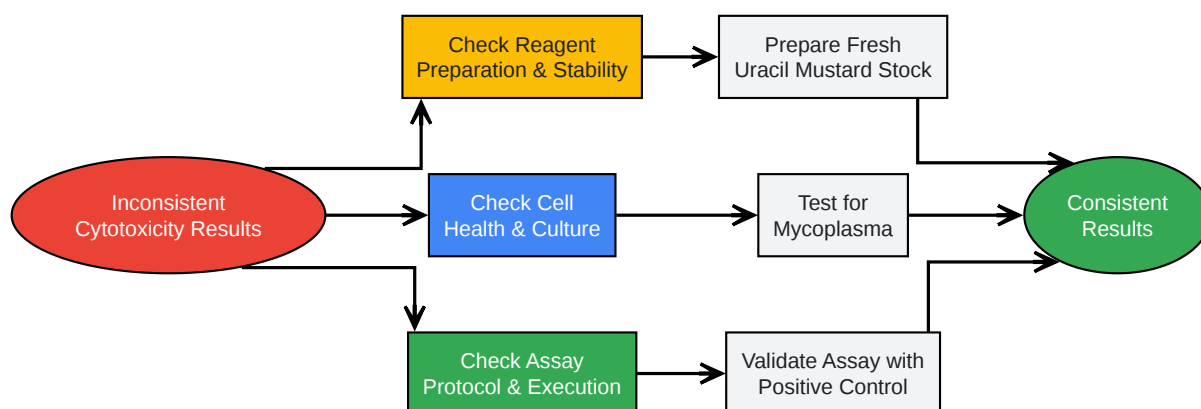 Check Reagent
Preparation & Stability
Prepare Fresh
Uracil Mustard Stock
Inconsistent
Cytotoxicity Results
Check Cell
Health & Culture
Test for
Mycoplasma
Consistent
Results
Check Assay
Protocol & Execution
Validate Assay with
Positive Control